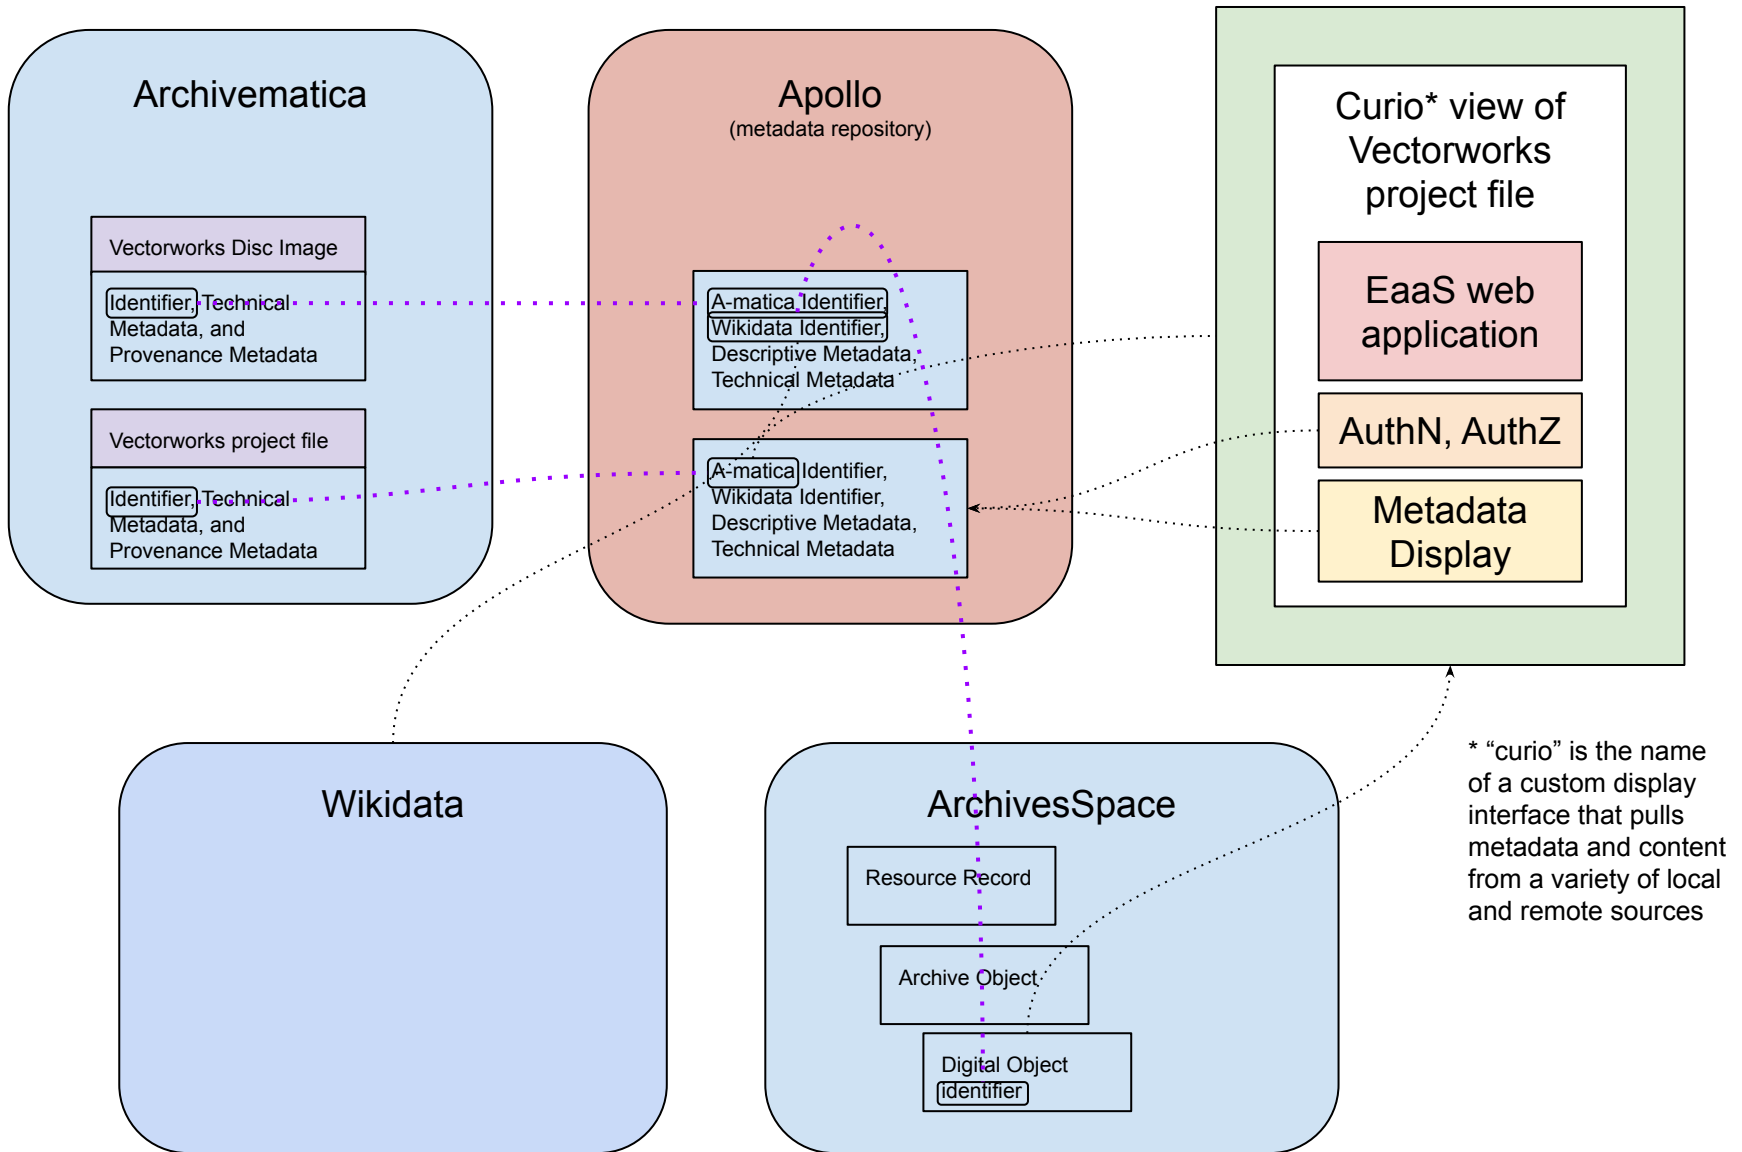 Archivematica
Vectorworks Disc Image
Identifier, Technical
Metadata, and
Provenance Metadata
Vectorworks project file
Identifier, Technical
Metadata, and
Provenance Metadata
Apollo
(metadata repository)
A-matica Identifier,
Wikidata Identifier,
Descriptive Metadata,
Technical Metadata
A-matica Identifier,
Wikidata Identifier,
Descriptive Metadata,
Technical Metadata
Curio* view of
Vectorworks
project file
EaaS web
application
AuthN, AuthZ
Metadata
Display
Wikidata
ArchivesSpace
Resource Record
Archive Object
Digital Object
identifier
* “curio” is the name
of a custom display
interface that pulls
metadata and content
from a variety of local
and remote sources